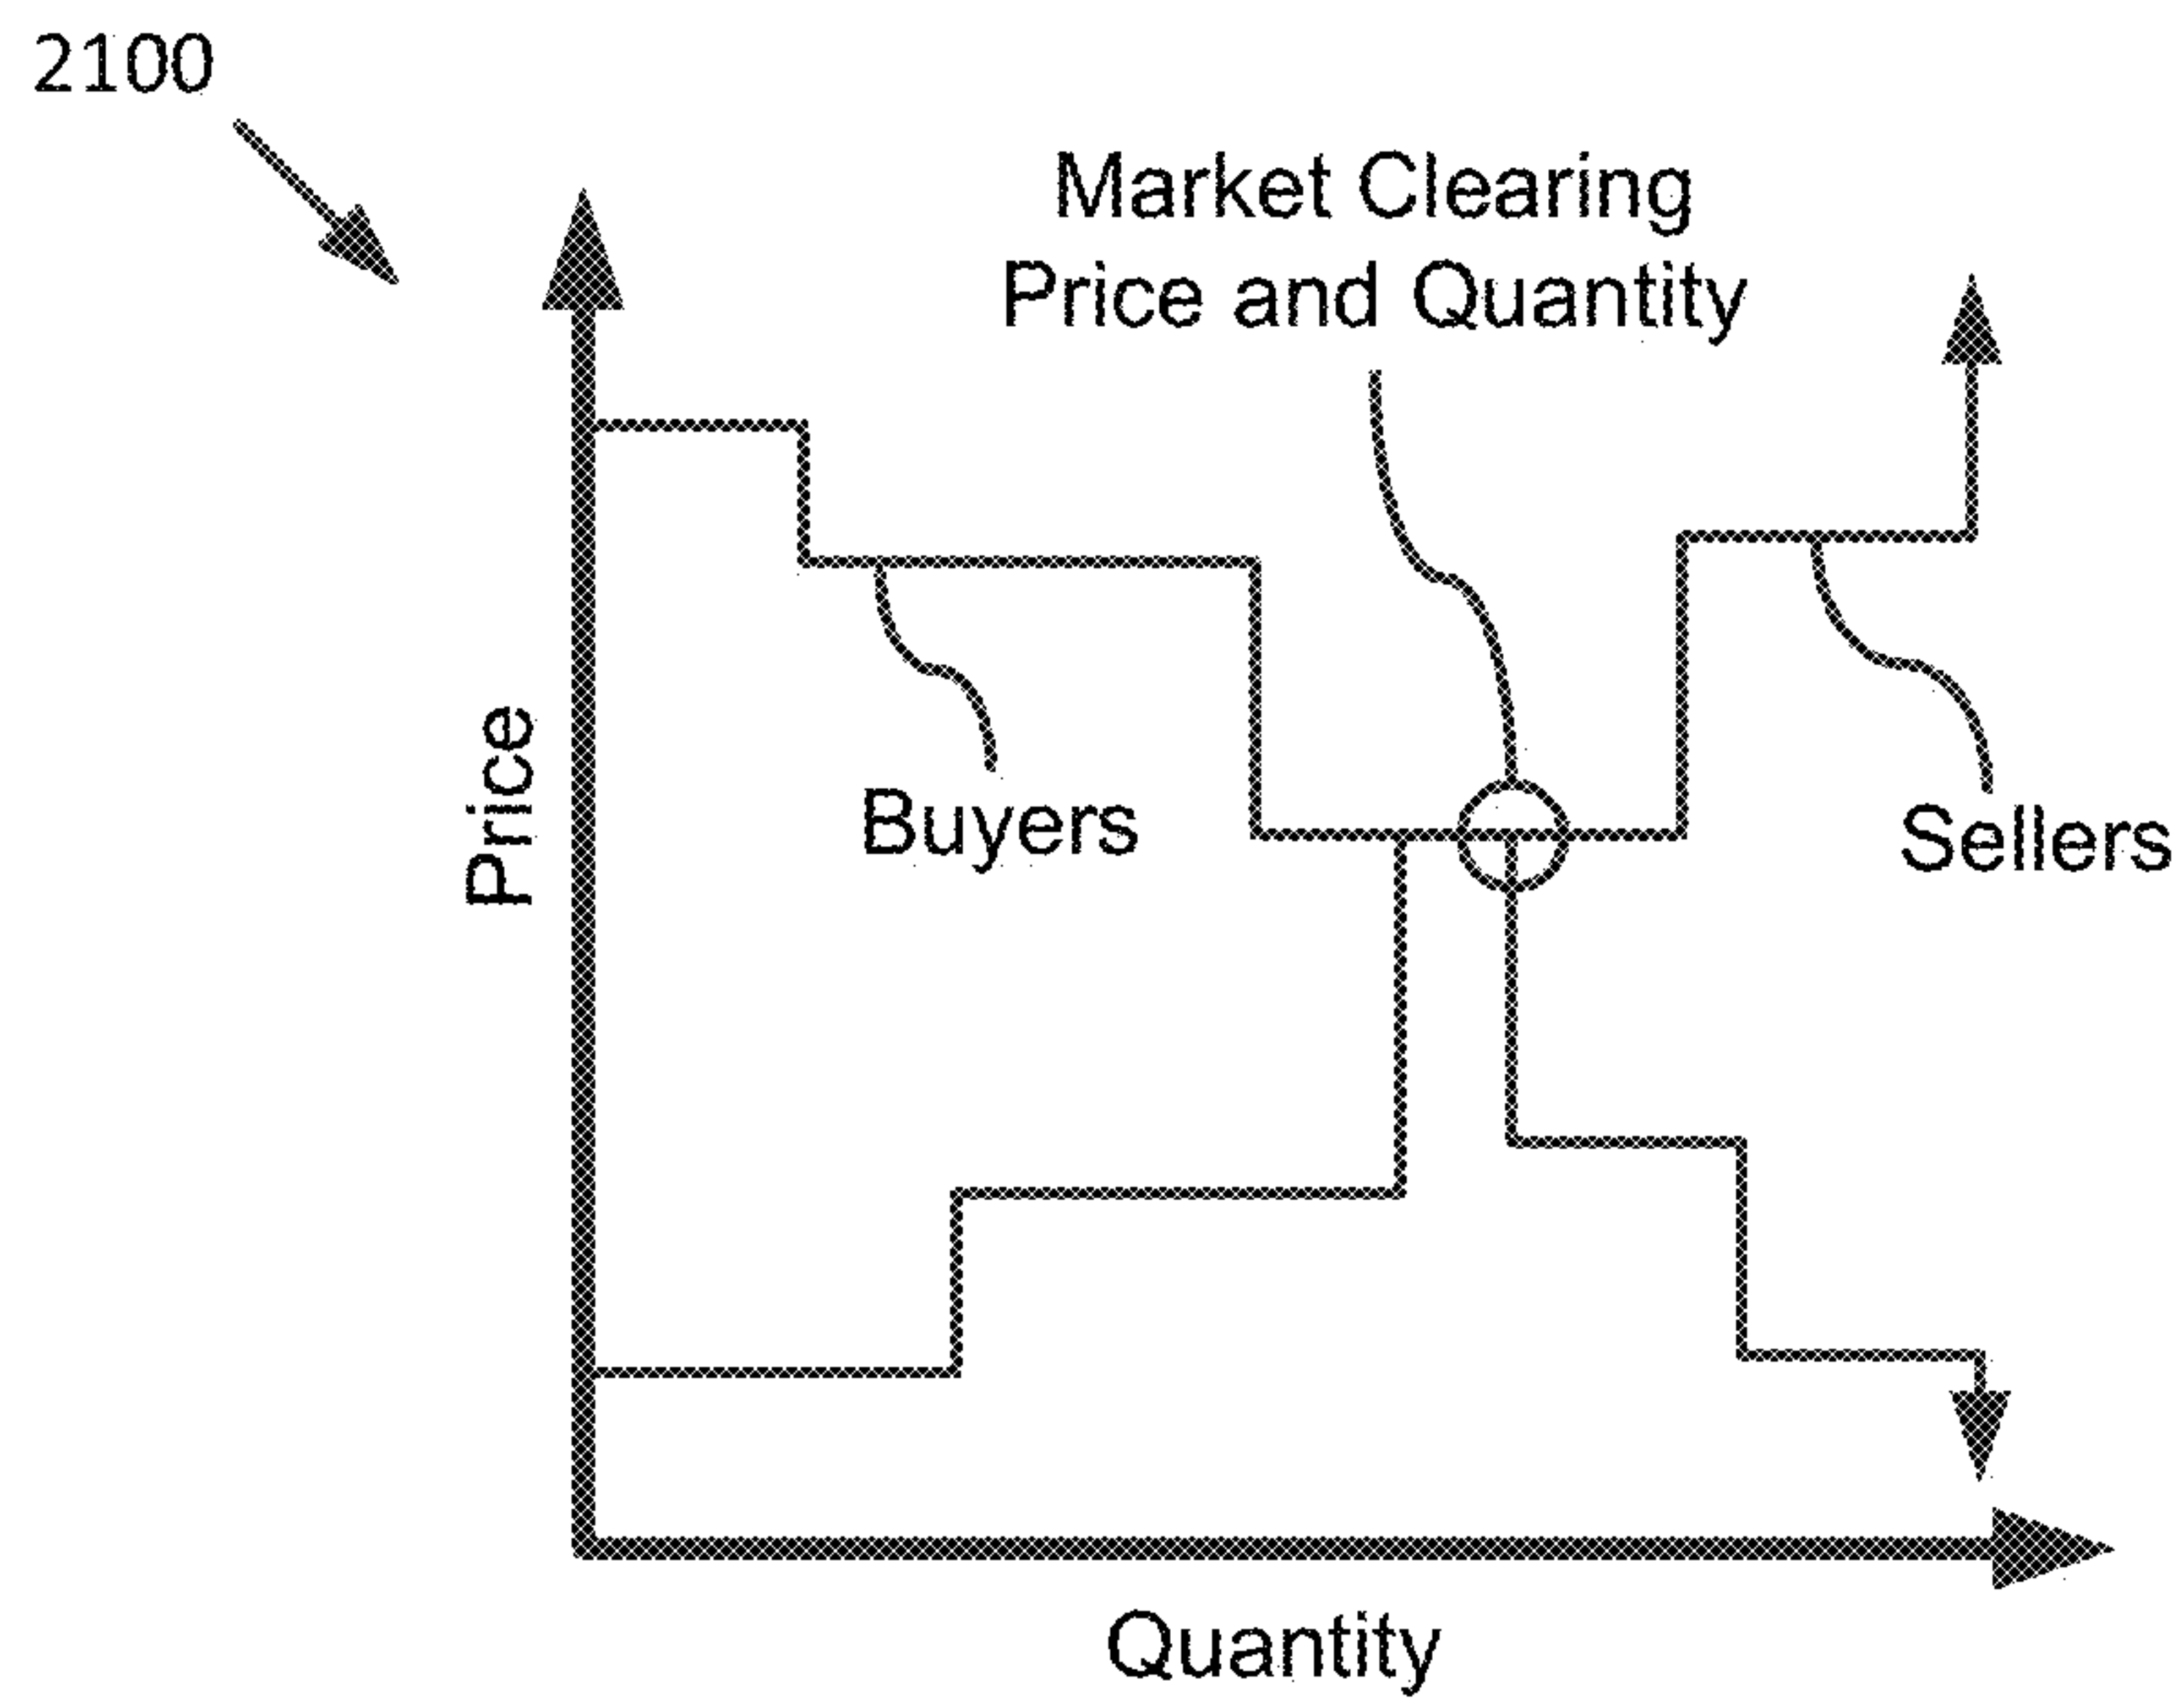 2100
Market Clearing
Price and Quantity
Price
Buyers
Sellers
Quantity